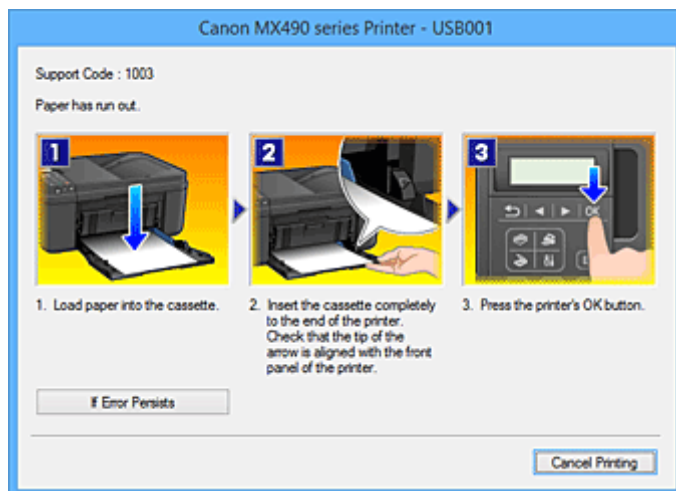 Canon MX490 series Printer - USB001
Support Code : 1003
Paper has run out.
1
2
3
OK
1. Load paper into the cassette.
2. Insert the cassette completely
to the end of the printer.
Check that the tip of the
arrow is aligned with the front
panel of the printer.
3. Press the printer's OK button.
If Error Persists
Cancel Printing